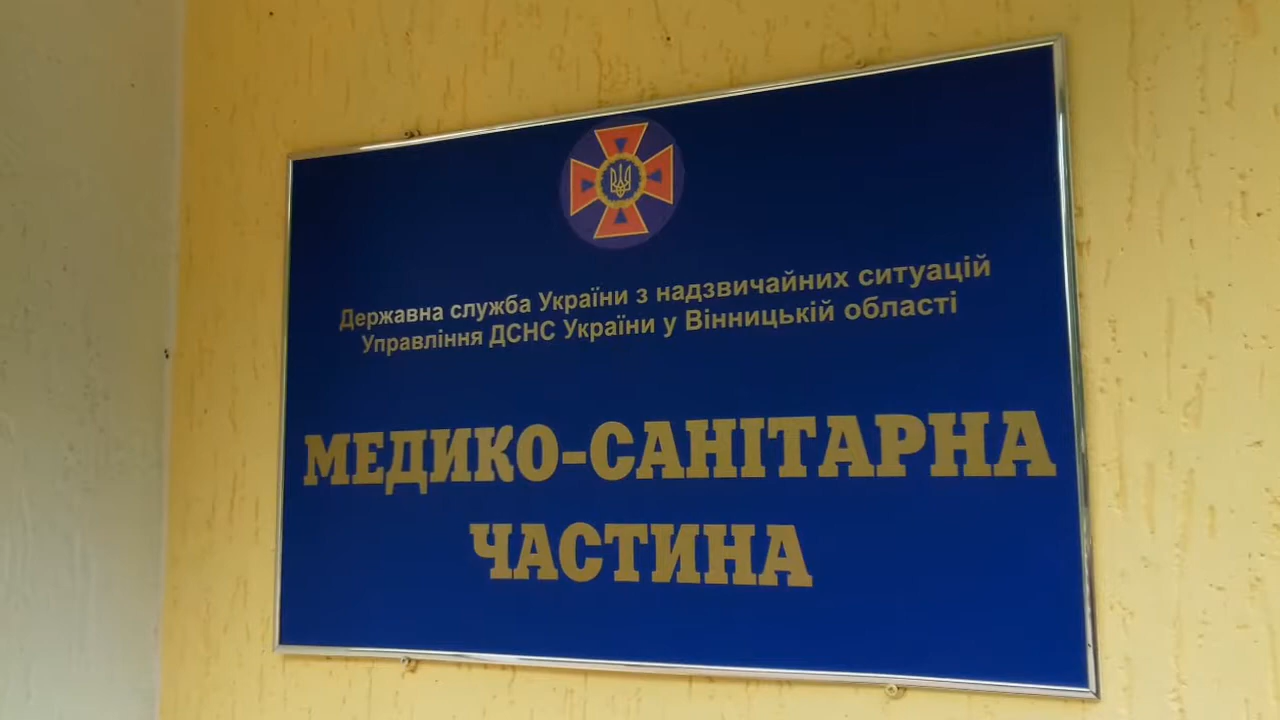 Державна служба України з надзвичайних ситуацій
Управління ДСНС України у Вінницькій області
МЕДИКО-САНІТАРНА
ЧАСТИНА